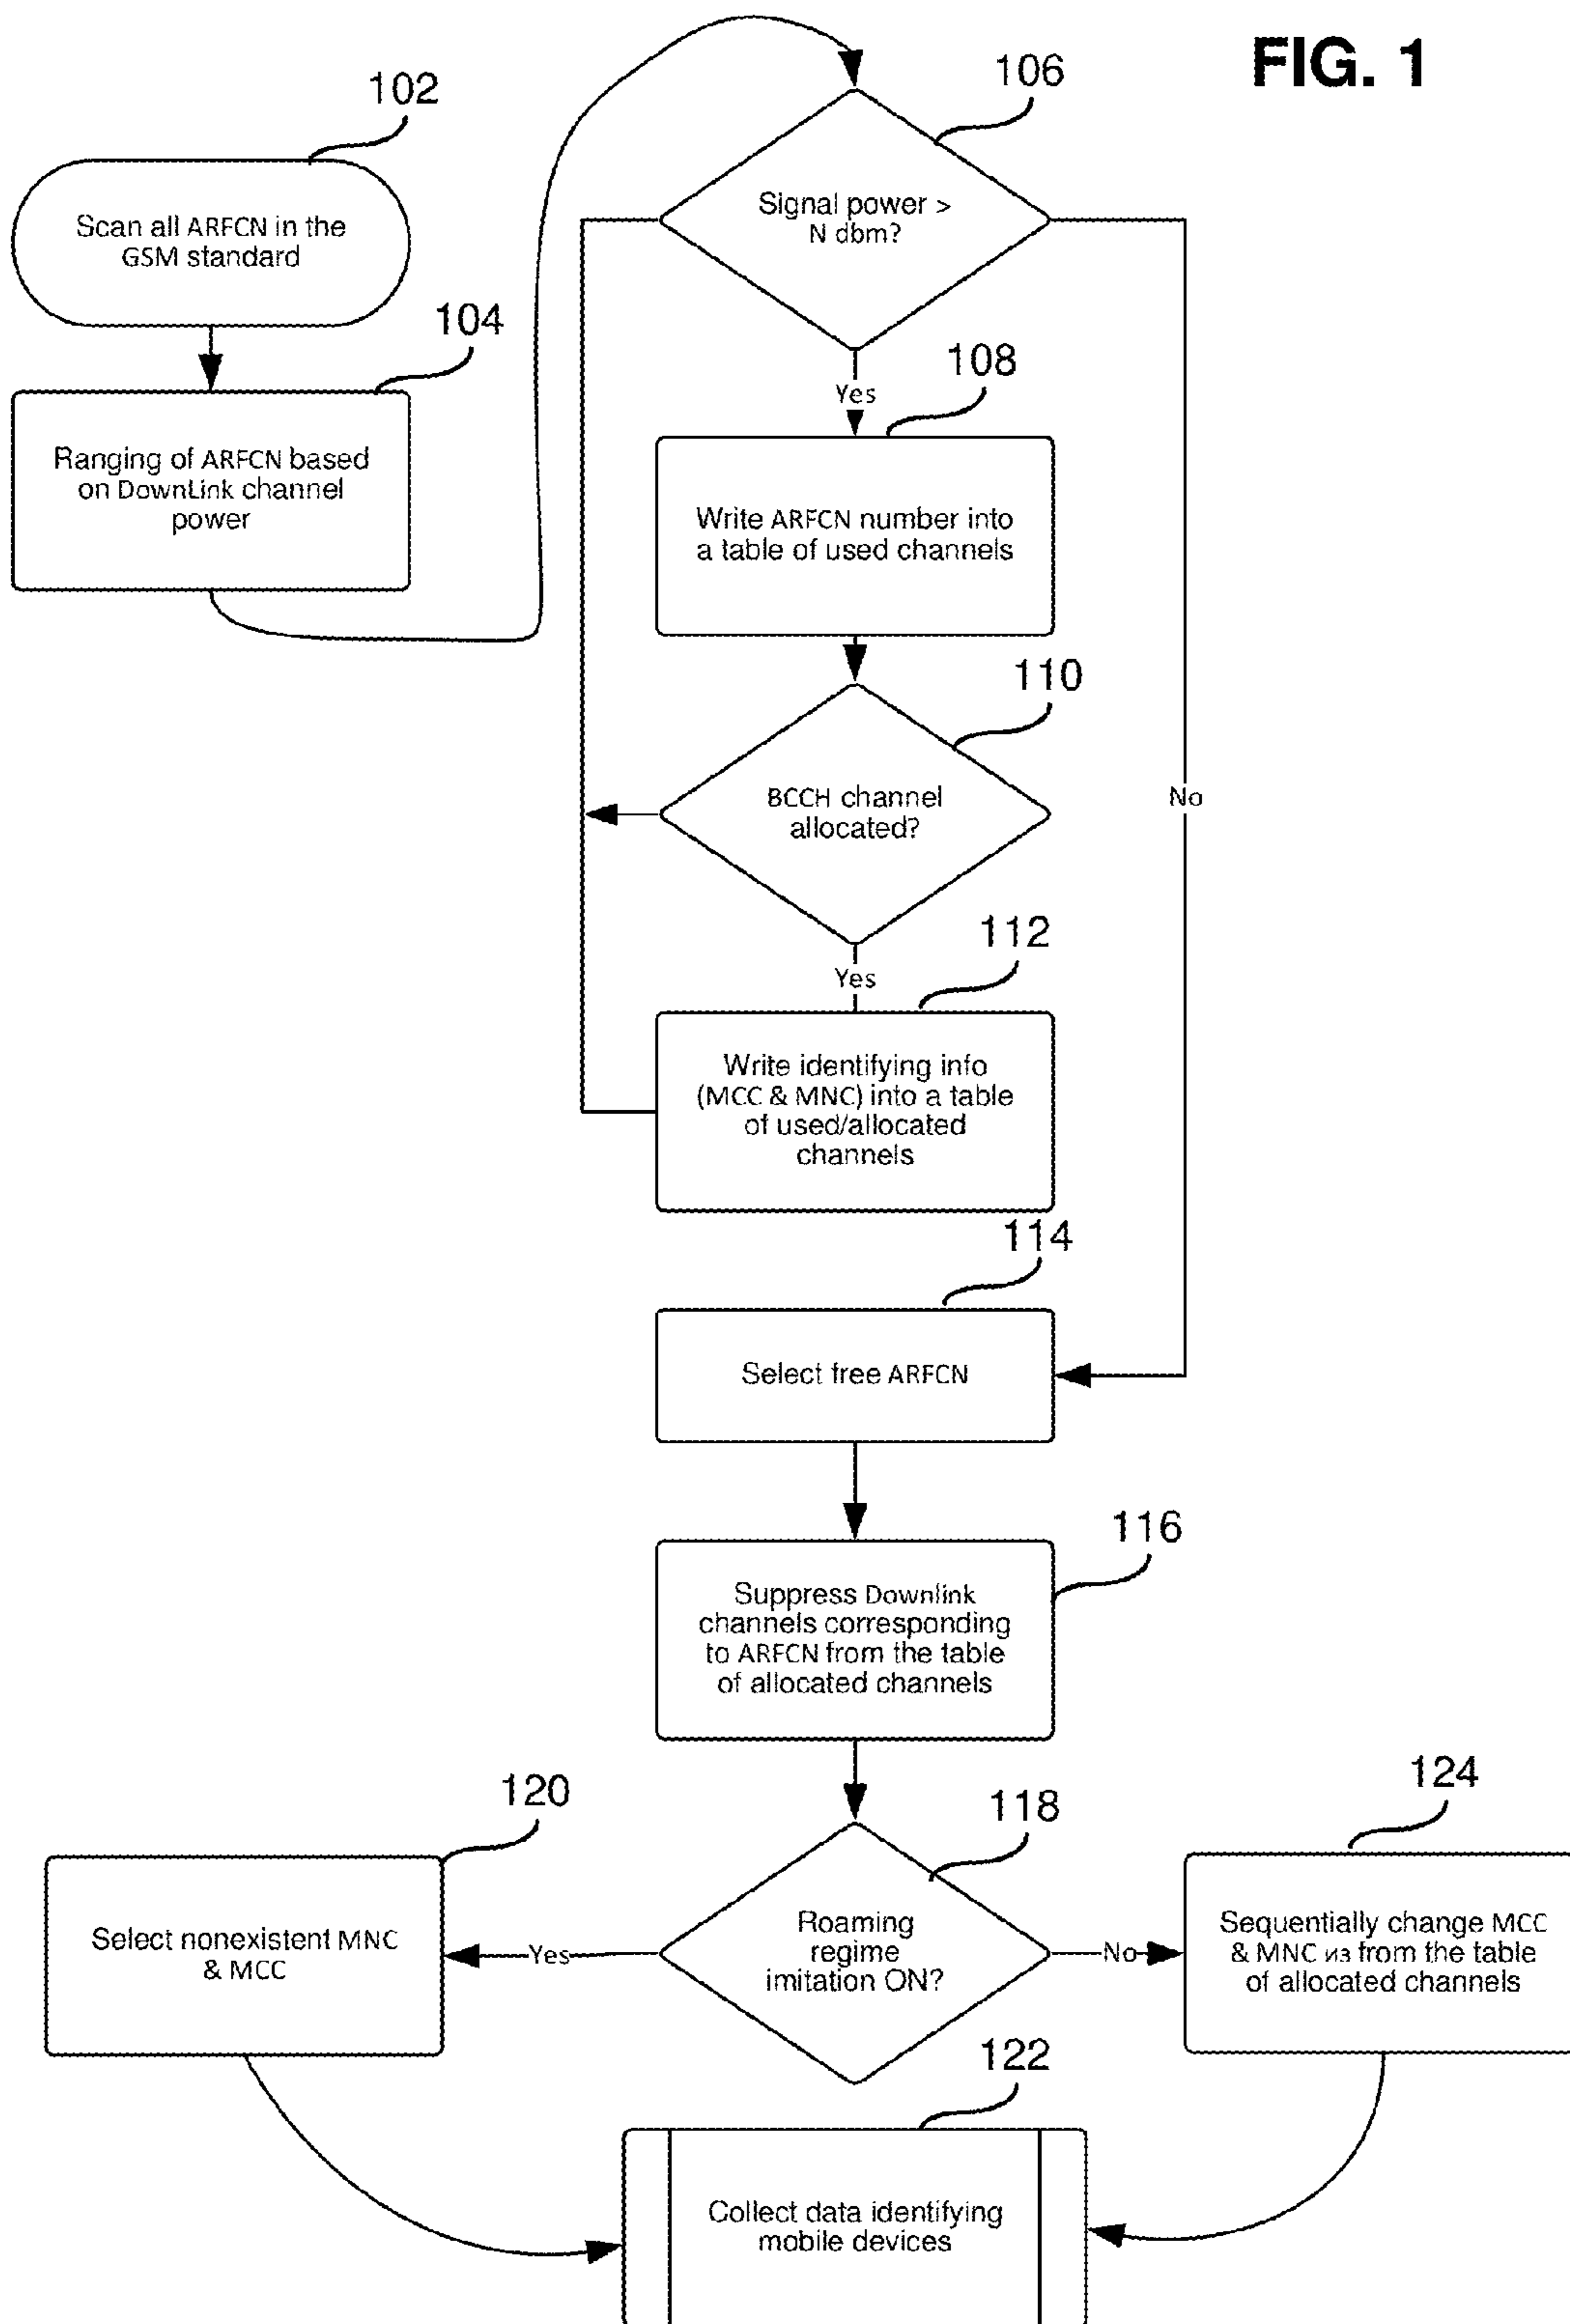 FIG. 1
102
Scan all ARFCN in the
GSM standard
104
Ranging of ARFCN based
on DownLink channel
power
106
Signal power >
N dbm?
Yes
108
Write ARFCN number into
a table of used channels
110
BCCH channel
allocated?
No
Yes
112
Write identifying info
(MCC & MNC) into a table
of used/allocated
channels
114
Select free ARFCN
116
Suppress Downlink
channels corresponding
to ARFCN from the table
of allocated channels
118
Roaming
regime
imitation ON?
Yes
No
120
Select nonexistent MNC
& MCC
124
Sequentially change MCC
& MNC из from the table
of allocated channels
122
Collect data identifying
mobile devices